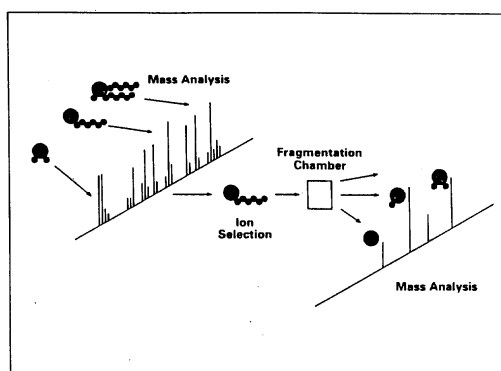 Mass Analysis
Fragmentation
Chamber
Ion
Selection
Mass Analysis